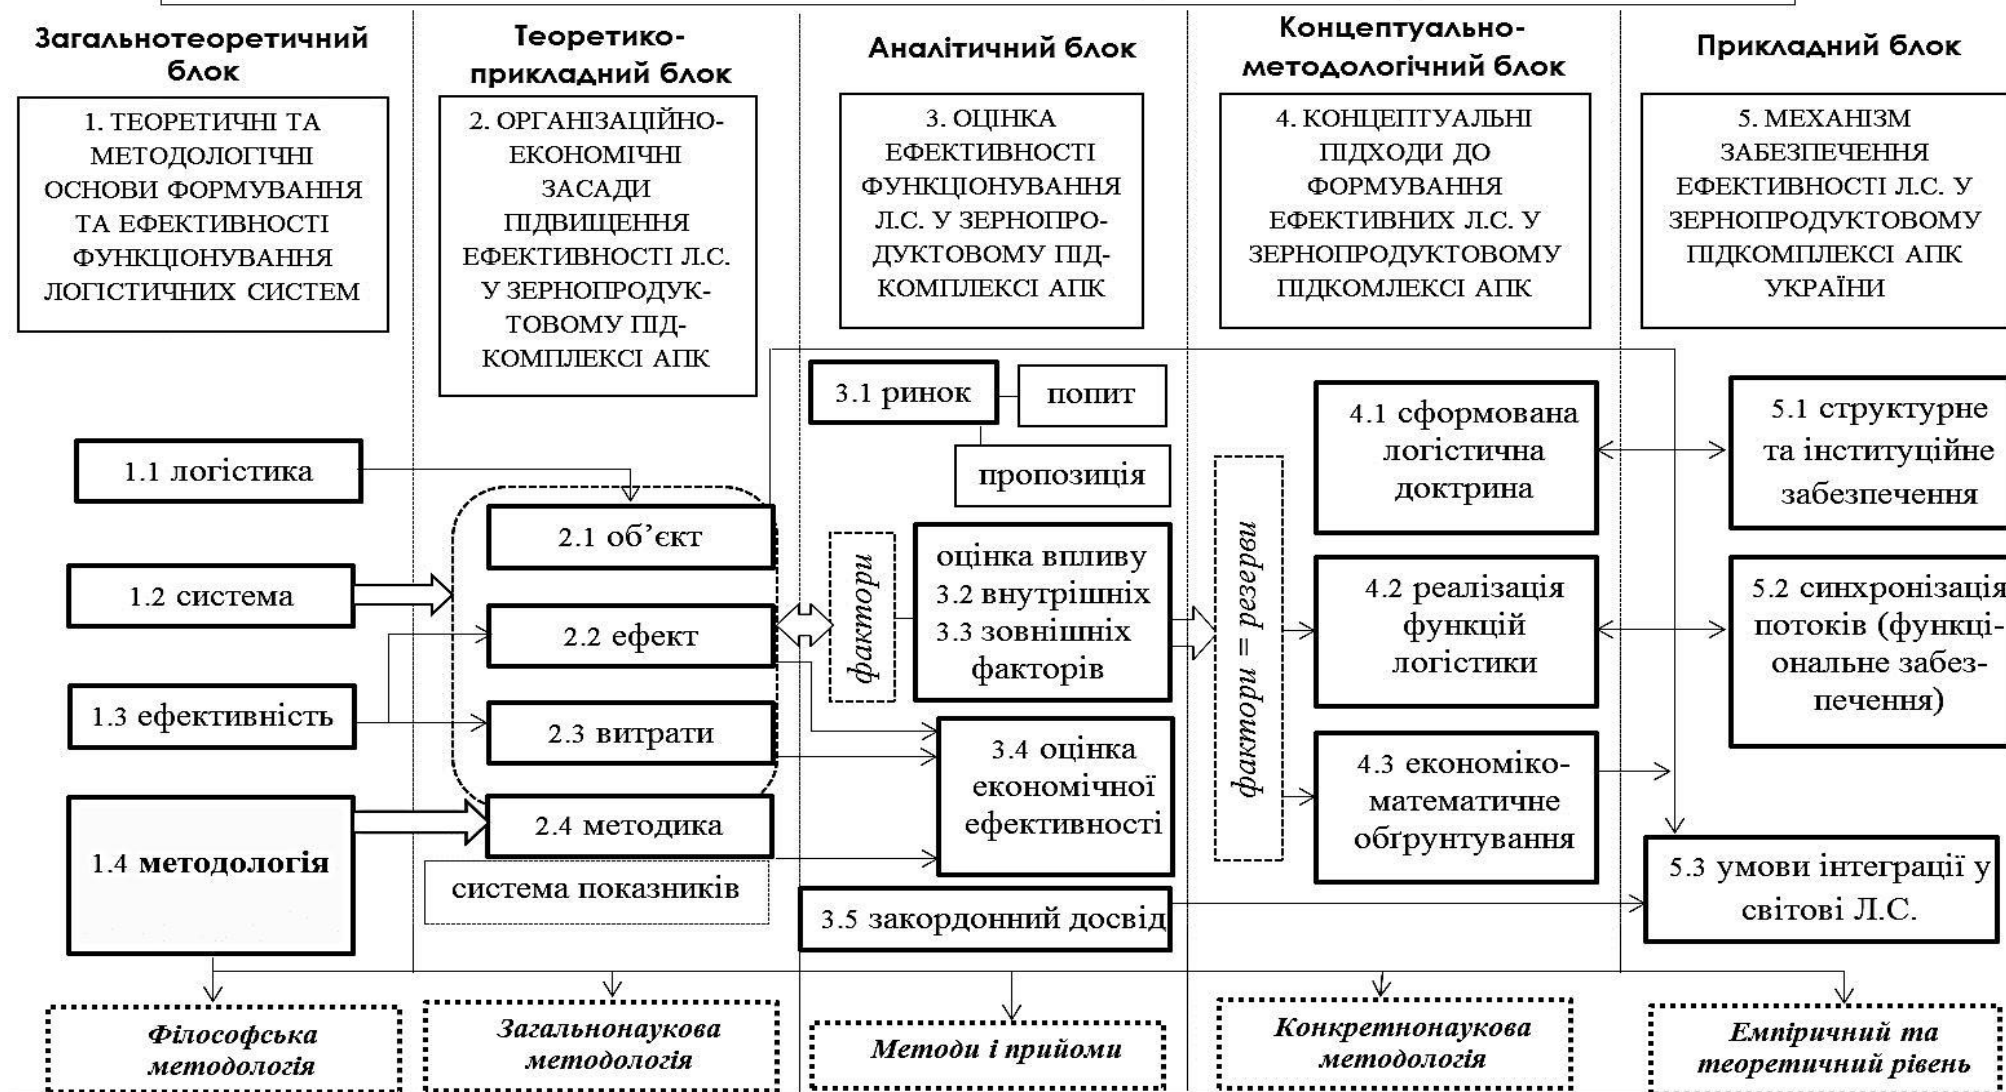 Загальнотеоретичний
блок
1. ТЕОРЕТИЧНІ ТА
МЕТОДОЛОГІЧНІ
ОСНОВИ ФОРМУВАННЯ
ТА ЕФЕКТИВНОСТІ
ФУНКЦІОНУВАННЯ
ЛОГІСТИЧНИХ СИСТЕМ
1.1 логістика
1.2 система
1.3 ефективність
1.4 методологія
Філософська
методологія
Теоретико-
прикладний блок
2. ОРГАНІЗАЦІЙНО-
ЕКОНОМІЧНІ
ЗАСАДИ
ПІДВИЩЕННЯ
ЕФЕКТИВНОСТІ Л.С.
У ЗЕРНОПРОДУК-
ТОВОМУ ПІД-
КОМПЛЕКСІ АПК
2.1 об’єкт
2.2 ефект
2.3 витрати
2.4 методика
система показників
Загальнонаукова
методологія
Аналітичний блок
3. ОЦІНКА
ЕФЕКТИВНОСТІ
ФУНКЦІОНУВАННЯ
Л.С. У ЗЕРНОПРО-
ДУКТОВОМУ ПІД-
КОМПЛЕКСІ АПК
3.1 ринок
попит
пропозиція
фактори
оцінка впливу
3.2 внутрішніх
3.3 зовнішніх
факторів
3.4 оцінка
економічної
ефективності
3.5 закордонний досвід
Методи і прийоми
Концептуально-
методологічний блок
4. КОНЦЕПТУАЛЬНІ
ПІДХОДИ ДО
ФОРМУВАННЯ
ЕФЕКТИВНИХ Л.С. У
ЗЕРНОПРОДУКТОВОМУ
ПІДКОМЛЕКСІ АПК
фактори = резерви
4.1 сформована
логістична
доктрина
4.2 реалізація
функцій
логістики
4.3 економіко-
математичне
обґрунтування
Конкретнонаукова
методологія
Прикладний блок
5. МЕХАНІЗМ
ЗАБЕЗПЕЧЕННЯ
ЕФЕКТИВНОСТІ Л.С. У
ЗЕРНОПРОДУКТОВОМУ
ПІДКОМПЛЕКСІ АПК
УКРАЇНИ
5.1 структурне
та інституційне
забезпечення
5.2 синхронізація
потоків (функці-
ональне забез-
печення)
5.3 умови інтеграції у
світові Л.С.
Емпіричний та
теоретичний рівень